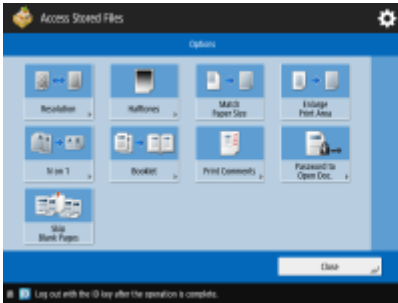 Access Stored Files
Options
Resolution
Halftones
Match
Paper Size
Enlarge
Print Area
N on 1
Booklet
Print Comments
Password to
Open Doc.
Skip
Blank Pages
Close
Log out with the ID key after the operation is complete.